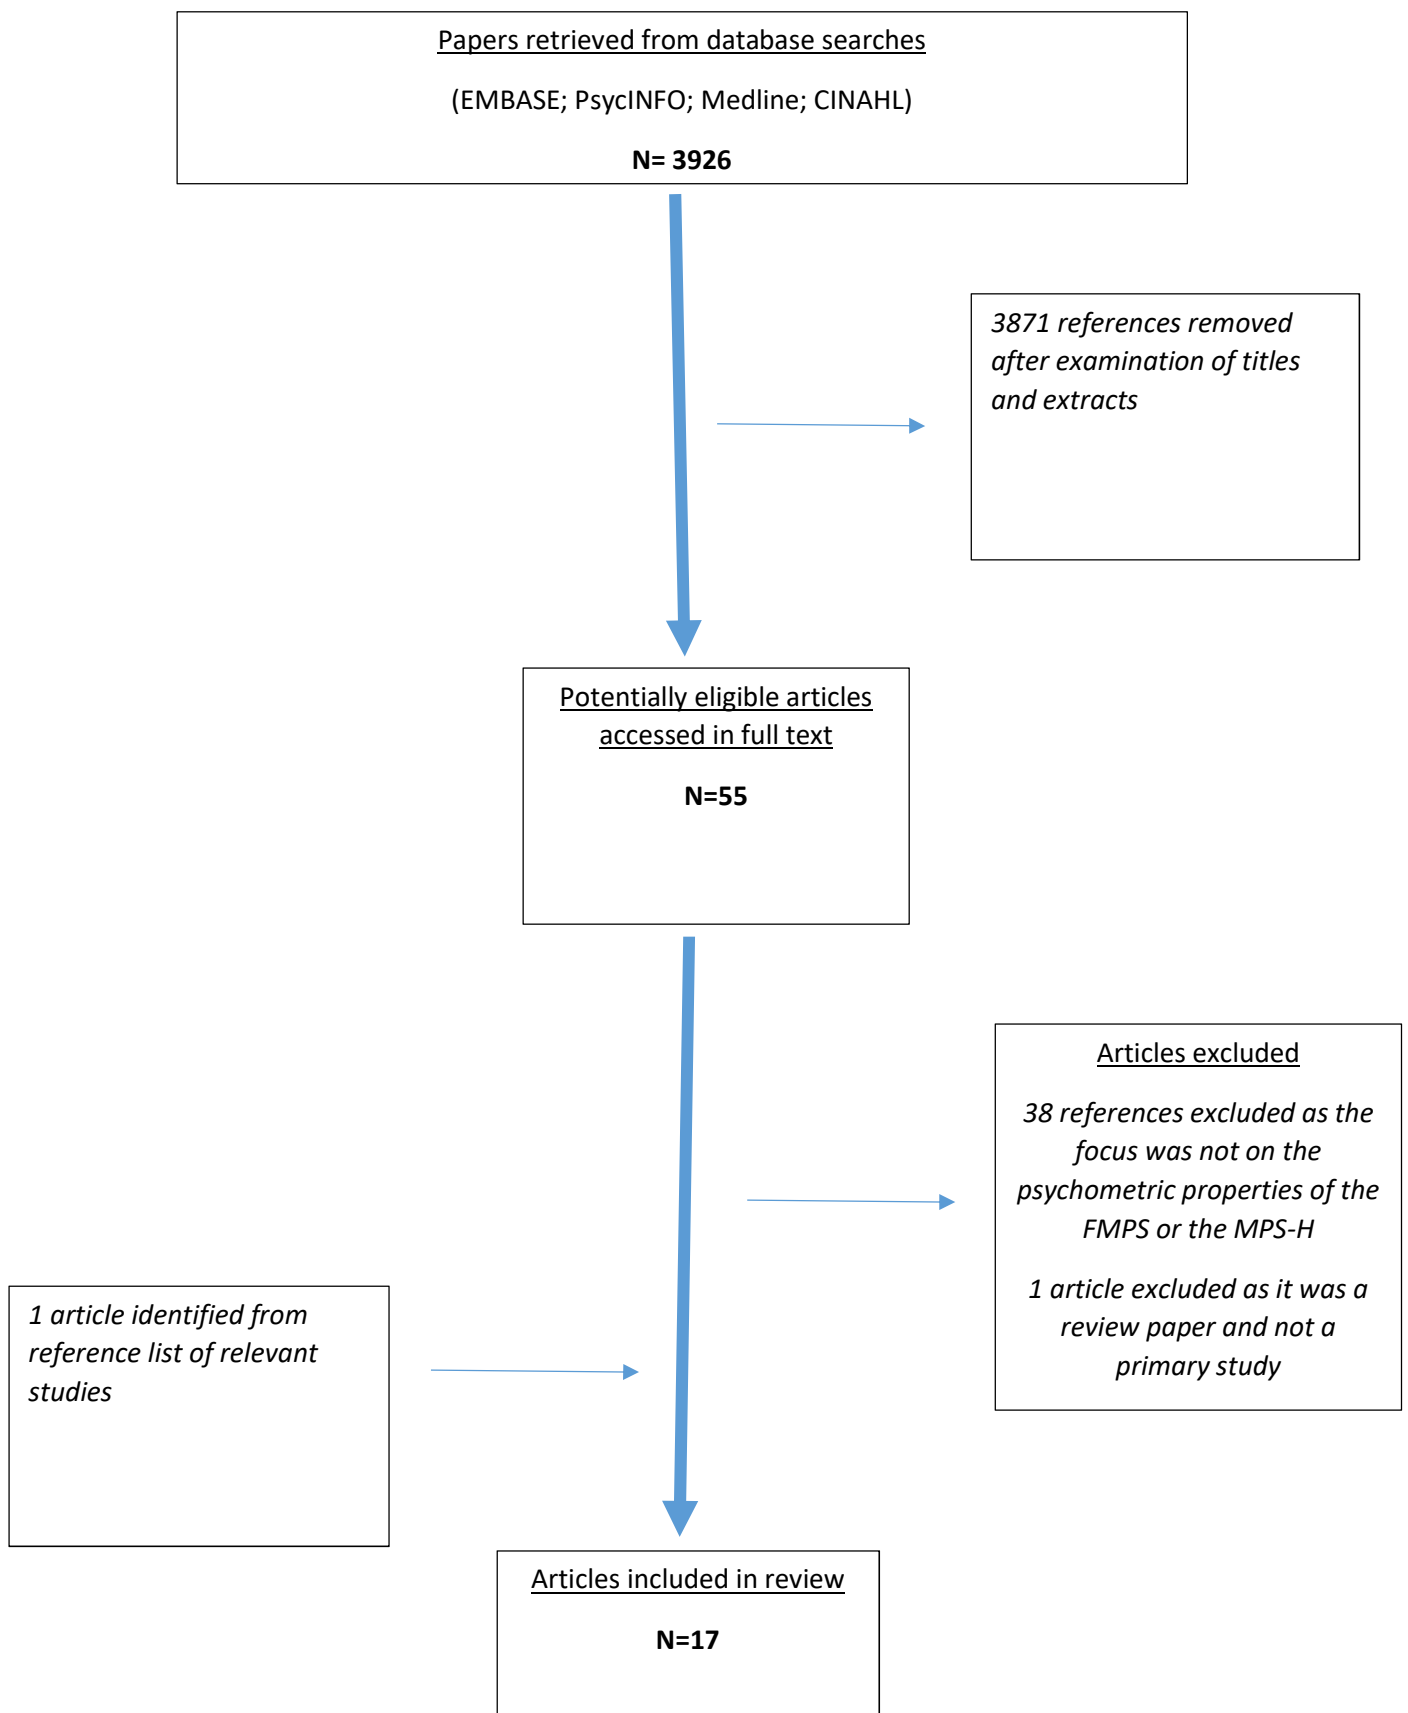 Papers retrieved from database searches
(EMBASE; PsycINFO; Medline; CINAHL)
N= 3926
3871 references removed
after examination of titles
and extracts
Potentially eligible articles
accessed in full text
N=55
Articles excluded
38 references excluded as the
focus was not on the
psychometric properties of the
FMPS or the MPS-H
1 article excluded as it was a
review paper and not a
primary study
1 article identified from
reference list of relevant
studies
Articles included in review
N=17